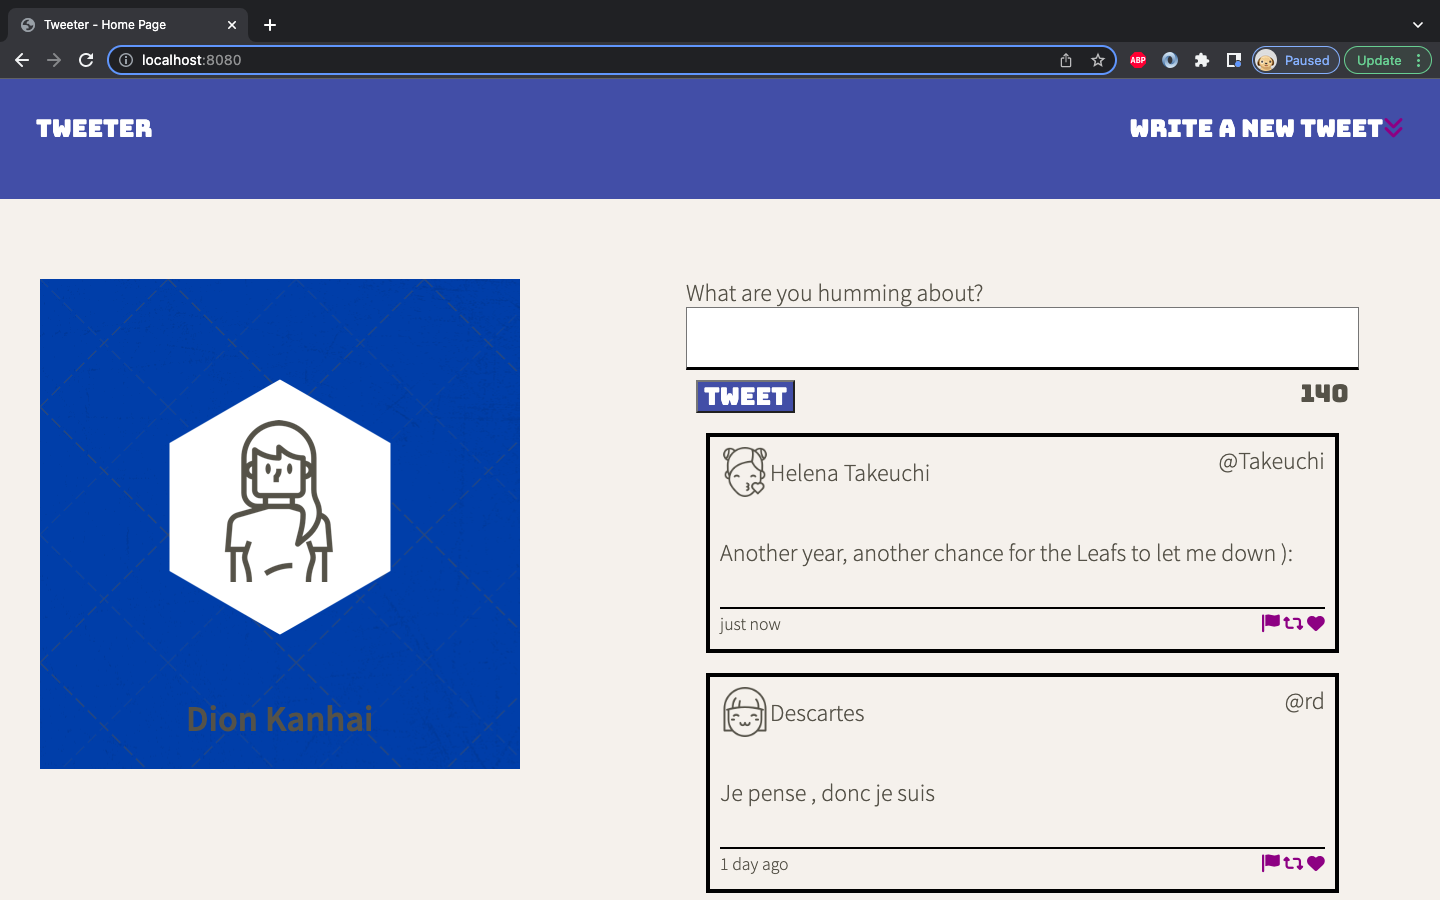 Tweeter - Home Page
localhost:8080
ABP
Paused
Update
TWEETER
WRITE A NEW TWEET
Dion Kanhai
What are you humming about?
TWEET
140
Helena Takeuchi
@Takeuchi
Another year, another chance for the Leafs to let me down ):
just now
Descartes
@rd
Je pense , donc je suis
1 day ago